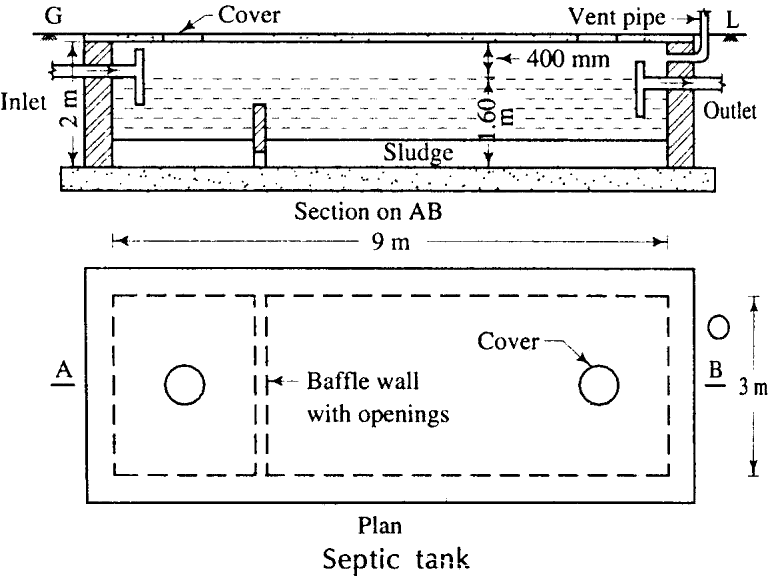 G
Cover
Vent pipe
L
400 mm
Inlet
2 m
1.60
m
Outlet
Sludge
Section on AB
9 m
Cover
A
B
Baffle wall
with openings
3 m
Plan
Septic tank